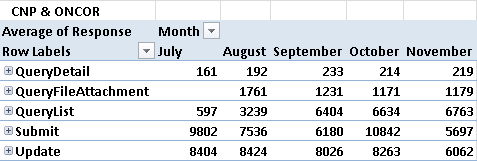 CNP & ONCOR
Average of Response Month
Row Labels July August September October November
QueryDetail 161 192 233 214 219
QueryFileAttachment 1761 1231 1171 1179
QueryList 597 3239 6404 6634 6763
Submit 9802 7536 6180 10842 5697
Update 8404 8424 8026 8263 6062